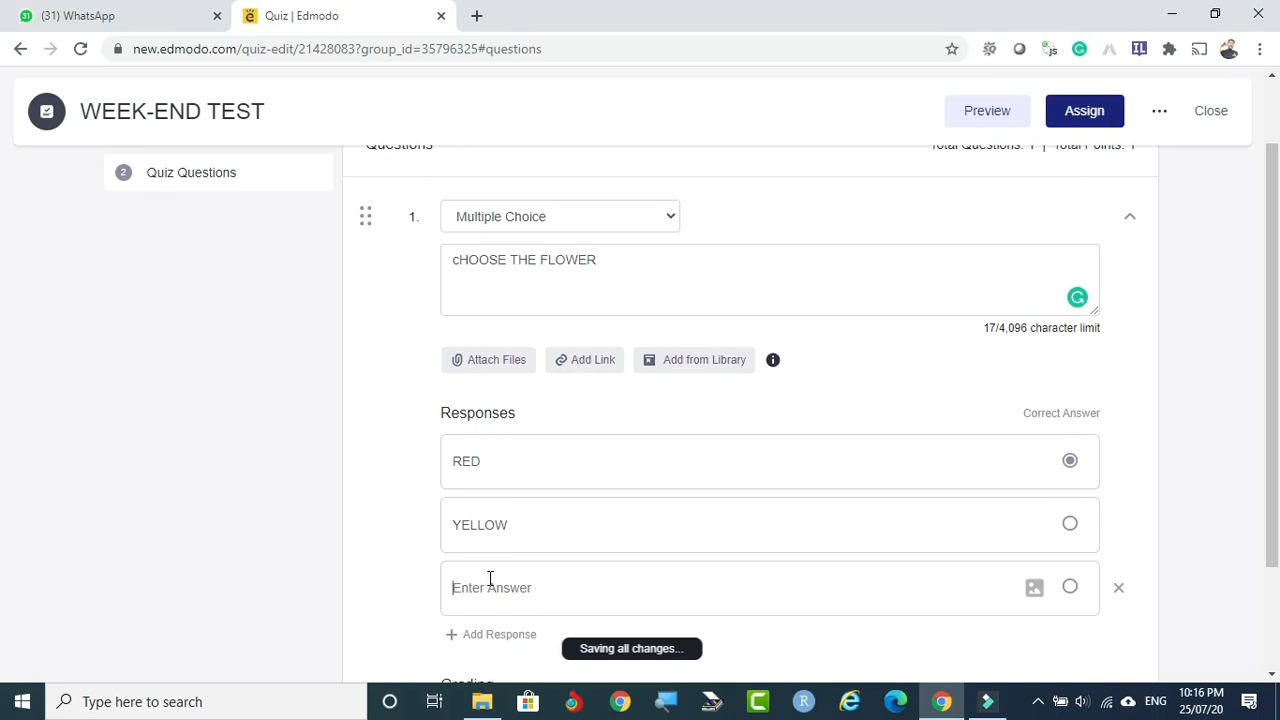 (31) WhatsApp
Quiz | Edmodo
new.edmodo.com/quiz-edit/21428083?group_id=35796325#questions
WEEK-END TEST
Preview
Assign
Close
Questions
Total Questions: 1 | Total Points: 1
2 Quiz Questions
1. Multiple Choice
cHOOSE THE FLOWER
17/4,096 character limit
Attach Files
Add Link
Add from Library
Responses
Correct Answer
RED
YELLOW
Enter Answer
Add Response
Saving all changes...
Grading
Type here to search
ENG
10:16 PM
25/07/20